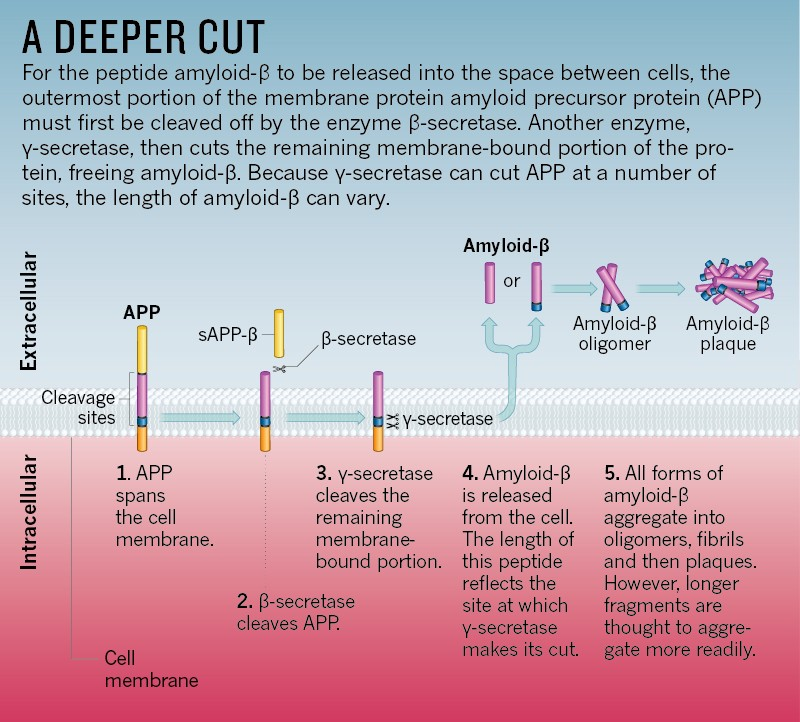 A DEEPER CUT
For the peptide amyloid-β to be released into the space between cells, the
outermost portion of the membrane protein amyloid precursor protein (APP)
must first be cleaved off by the enzyme β-secretase. Another enzyme,
γ-secretase, then cuts the remaining membrane-bound portion of the pro-
tein, freeing amyloid-β. Because γ-secretase can cut APP at a number of
sites, the length of amyloid-β can vary.
Extracellular
APP
Cleavage
sites
sAPP-β
β-secretase
γ-secretase
Amyloid-β
or
Amyloid-β
oligomer
Amyloid-β
plaque
Intracellular
1. APP
spans
the cell
membrane.
2. β-secretase
cleaves APP.
3. γ-secretase
cleaves the
remaining
membrane-
bound portion.
4. Amyloid-β
is released
from the cell.
The length of
this peptide
reflects the
site at which
γ-secretase
makes its cut.
5. All forms of
amyloid-β
aggregate into
oligomers, fibrils
and then plaques.
However, longer
fragments are
thought to aggre-
gate more readily.
Cell
membrane